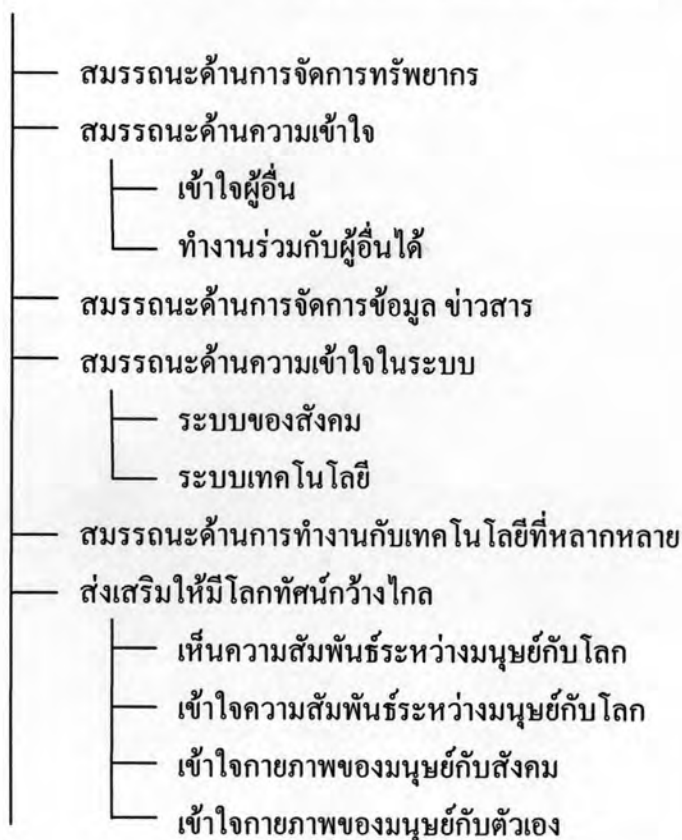 สมรรถนะด้านการจัดการทรัพยากร
สมรรถนะด้านความเข้าใจ
เข้าใจผู้อื่น
ทำงานร่วมกับผู้อื่นได้
สมรรถนะด้านการจัดการข้อมูล ข่าวสาร
สมรรถนะด้านความเข้าใจในระบบ
ระบบของสังคม
ระบบเทคโนโลยี
สมรรถนะด้านการทำงานกับเทคโนโลยีที่หลากหลาย
ส่งเสริมให้มีโลกทัศน์กว้างไกล
เห็นความสัมพันธ์ระหว่างมนุษย์กับโลก
เข้าใจความสัมพันธ์ระหว่างมนุษย์กับโลก
เข้าใจกายภาพของมนุษย์กับสังคม
เข้าใจกายภาพของมนุษย์กับตัวเอง